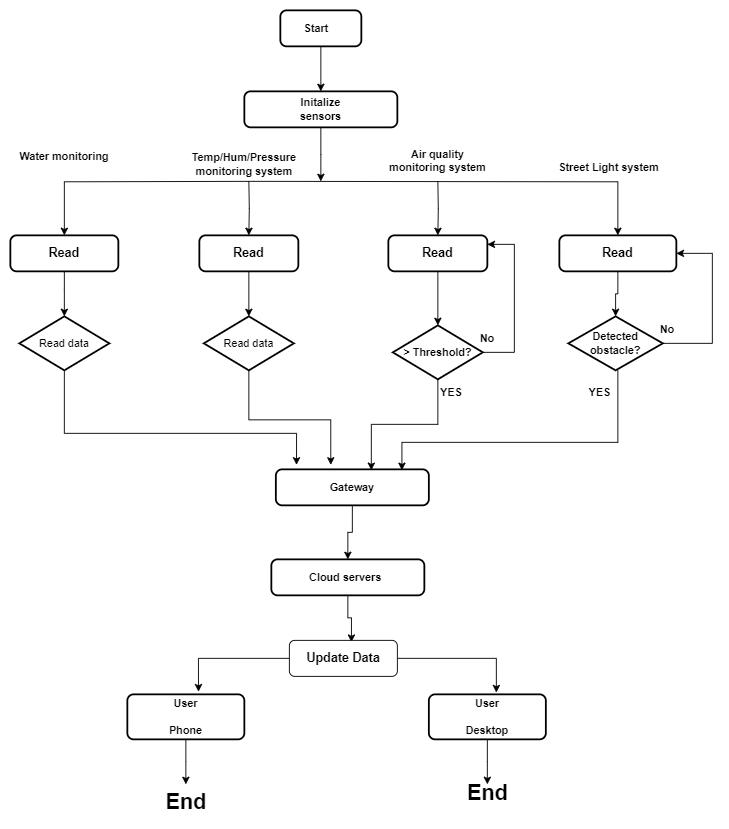 Start
Initalize
sensors
Water monitoring
Temp/Hum/Pressure
monitoring system
Air quality
monitoring system
Street Light system
Read
Read
Read
Read
Read data
Read data
> Threshold?
No
Detected
obstacle?
No
YES
YES
Gateway
Cloud servers
Update Data
User
Phone
User
Desktop
End
End